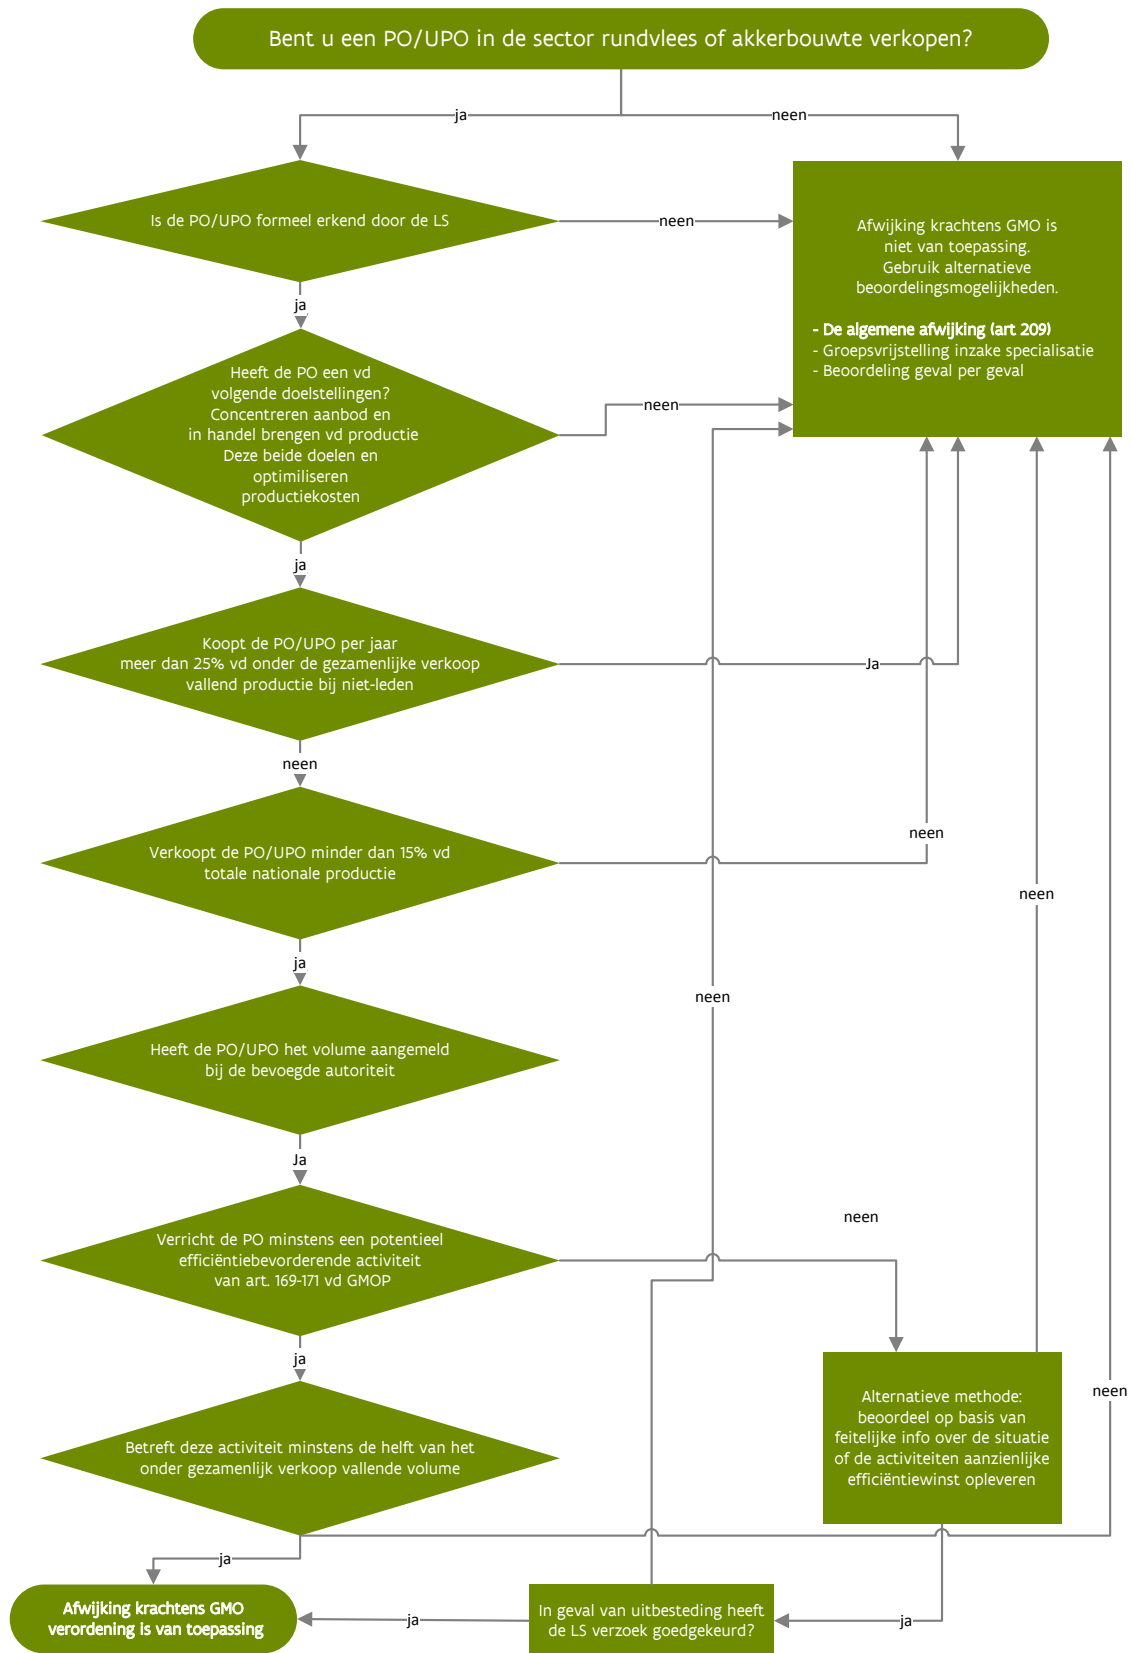 Bent u een PO/UPO in de sector rundvlees of akkerbouwte verkopen?
ja
neen
Is de PO/UPO formeel erkend door de LS
neen
Afwijking krachtens GMO is
niet van toepassing.
Gebruik alternatieve
beoordelingsmogelijkheden.
- De algemene afwijking (art 209)
- Groepsvrijstelling inzake specialisatie
- Beoordeling geval per geval
ja
Heeft de PO een vd
volgende doelstellingen?
Concentreren aanbod en
in handel brengen vd productie
Deze beide doelen en
optimiliseren
productiekosten
neen
ja
Koopt de PO/UPO per jaar
meer dan 25% vd onder de gezamenlijke verkoop
vallend productie bij niet-leden
Ja
neen
Verkoopt de PO/UPO minder dan 15% vd
totale nationale productie
neen
neen
ja
neen
Heeft de PO/UPO het volume aangemeld
bij de bevoegde autoriteit
Ja
Verricht de PO minstens een potentieel
efficiëntiebevorderende activiteit
van art. 169-171 vd GMOP
neen
ja
Alternatieve methode:
beoordeel op basis van
feitelijke info over de situatie
of de activiteiten aanzienlijke
efficiëntiewinst opleveren
neen
Betreft deze activiteit minstens de helft van het
onder gezamenlijk verkoop vallende volume
ja
Afwijking krachtens GMO
verordening is van toepassing
ja
In geval van uitbesteding heeft
de LS verzoek goedgekeurd?
ja